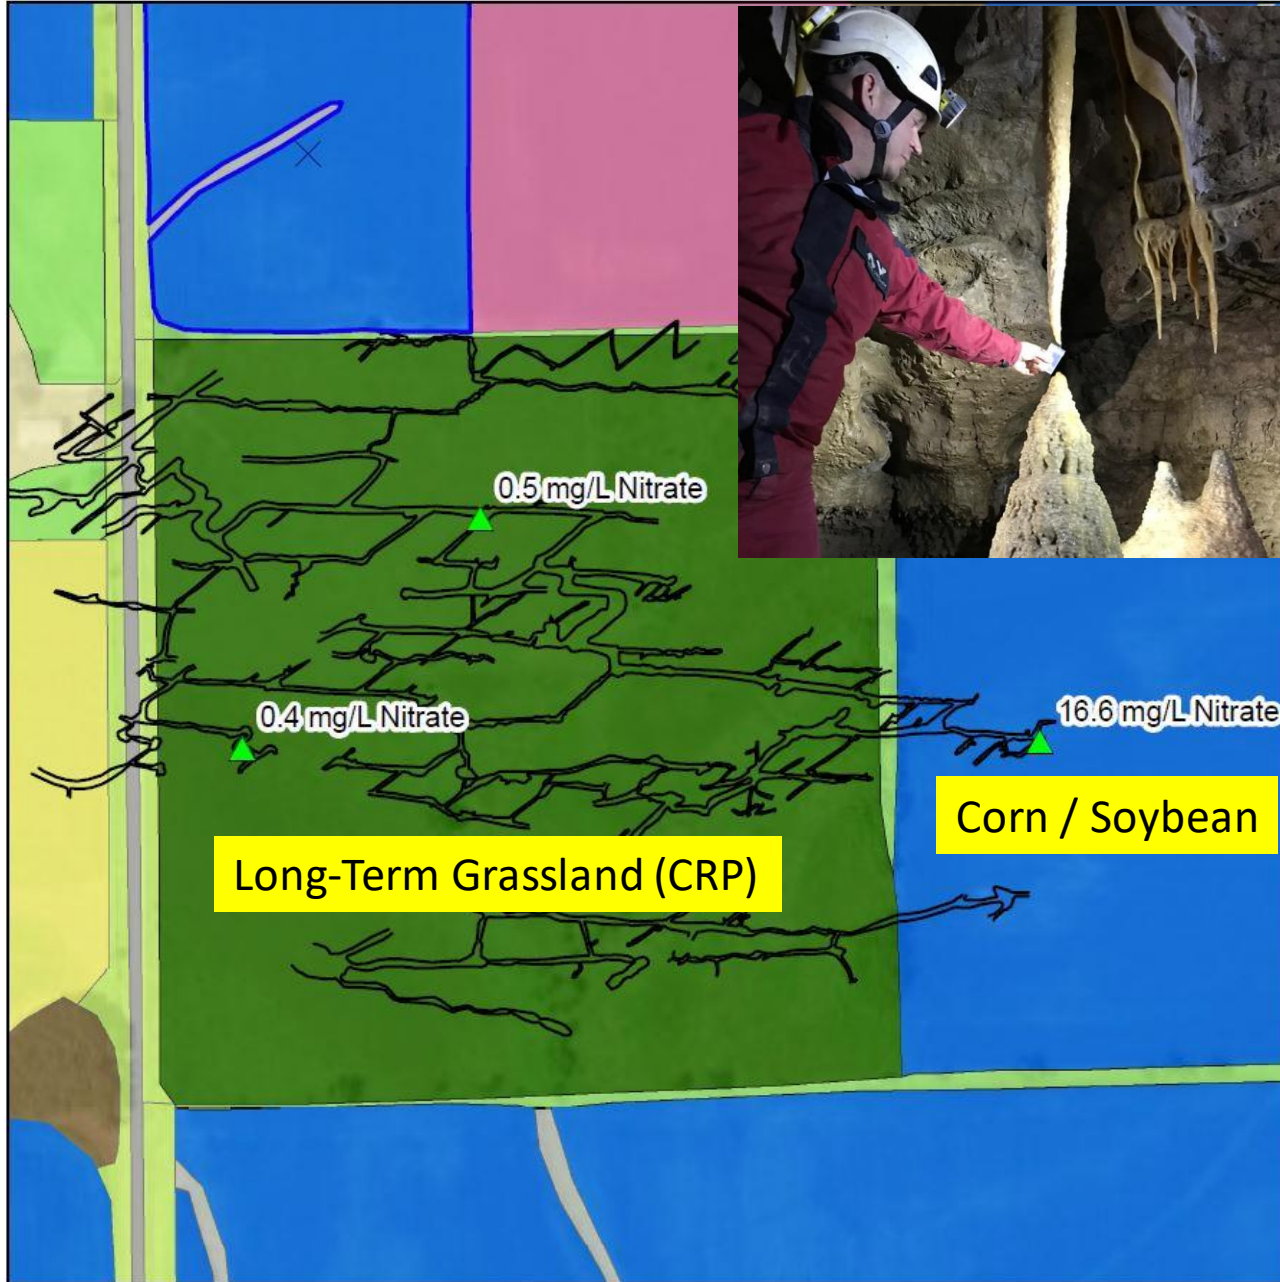 0.5 mg/L Nitrate
0.4 mg/L Nitrate
16.6 mg/L Nitrate
Corn / Soybean
Long-Term Grassland (CRP)